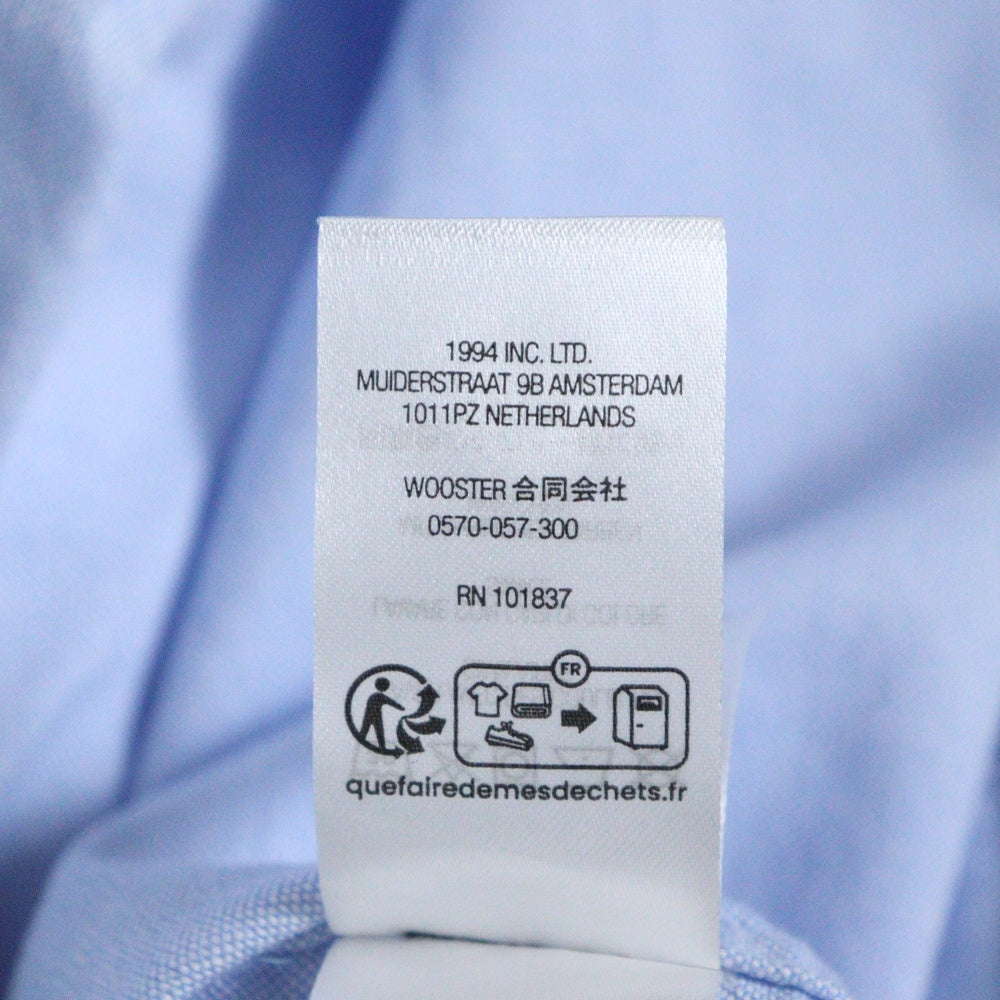 1994 INC. LTD.
MUIDERSTRAAT 9B AMSTERDAM
1011PZ NETHERLANDS
WOOSTER 合同会社
0570-057-300
RN 101837
FR
quefairedemesdechets.fr